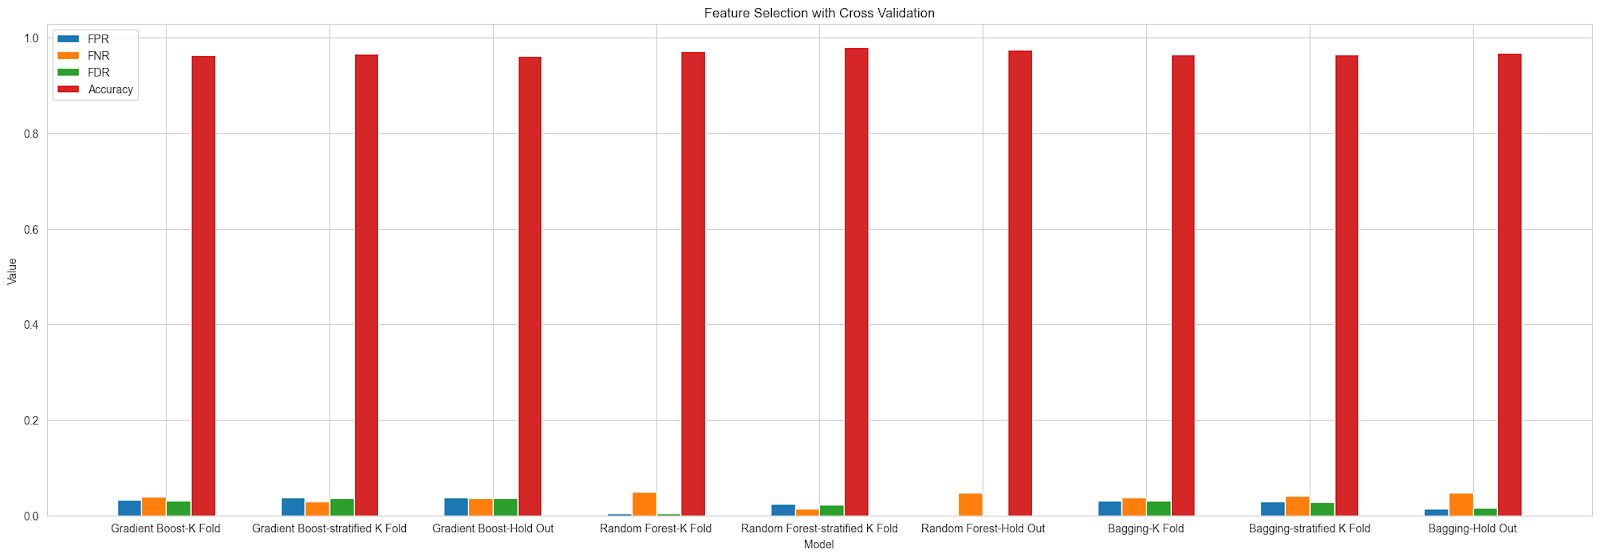 Feature Selection with Cross Validation
FPR
FNR
FDR
Accuracy
1.0
0.8
0.6
0.4
0.2
0.0
Value
Gradient Boost-K Fold
Gradient Boost-stratified K Fold
Gradient Boost-Hold Out
Random Forest-K Fold
Random Forest-stratified K Fold
Random Forest-Hold Out
Bagging-K Fold
Bagging-stratified K Fold
Bagging-Hold Out
Model